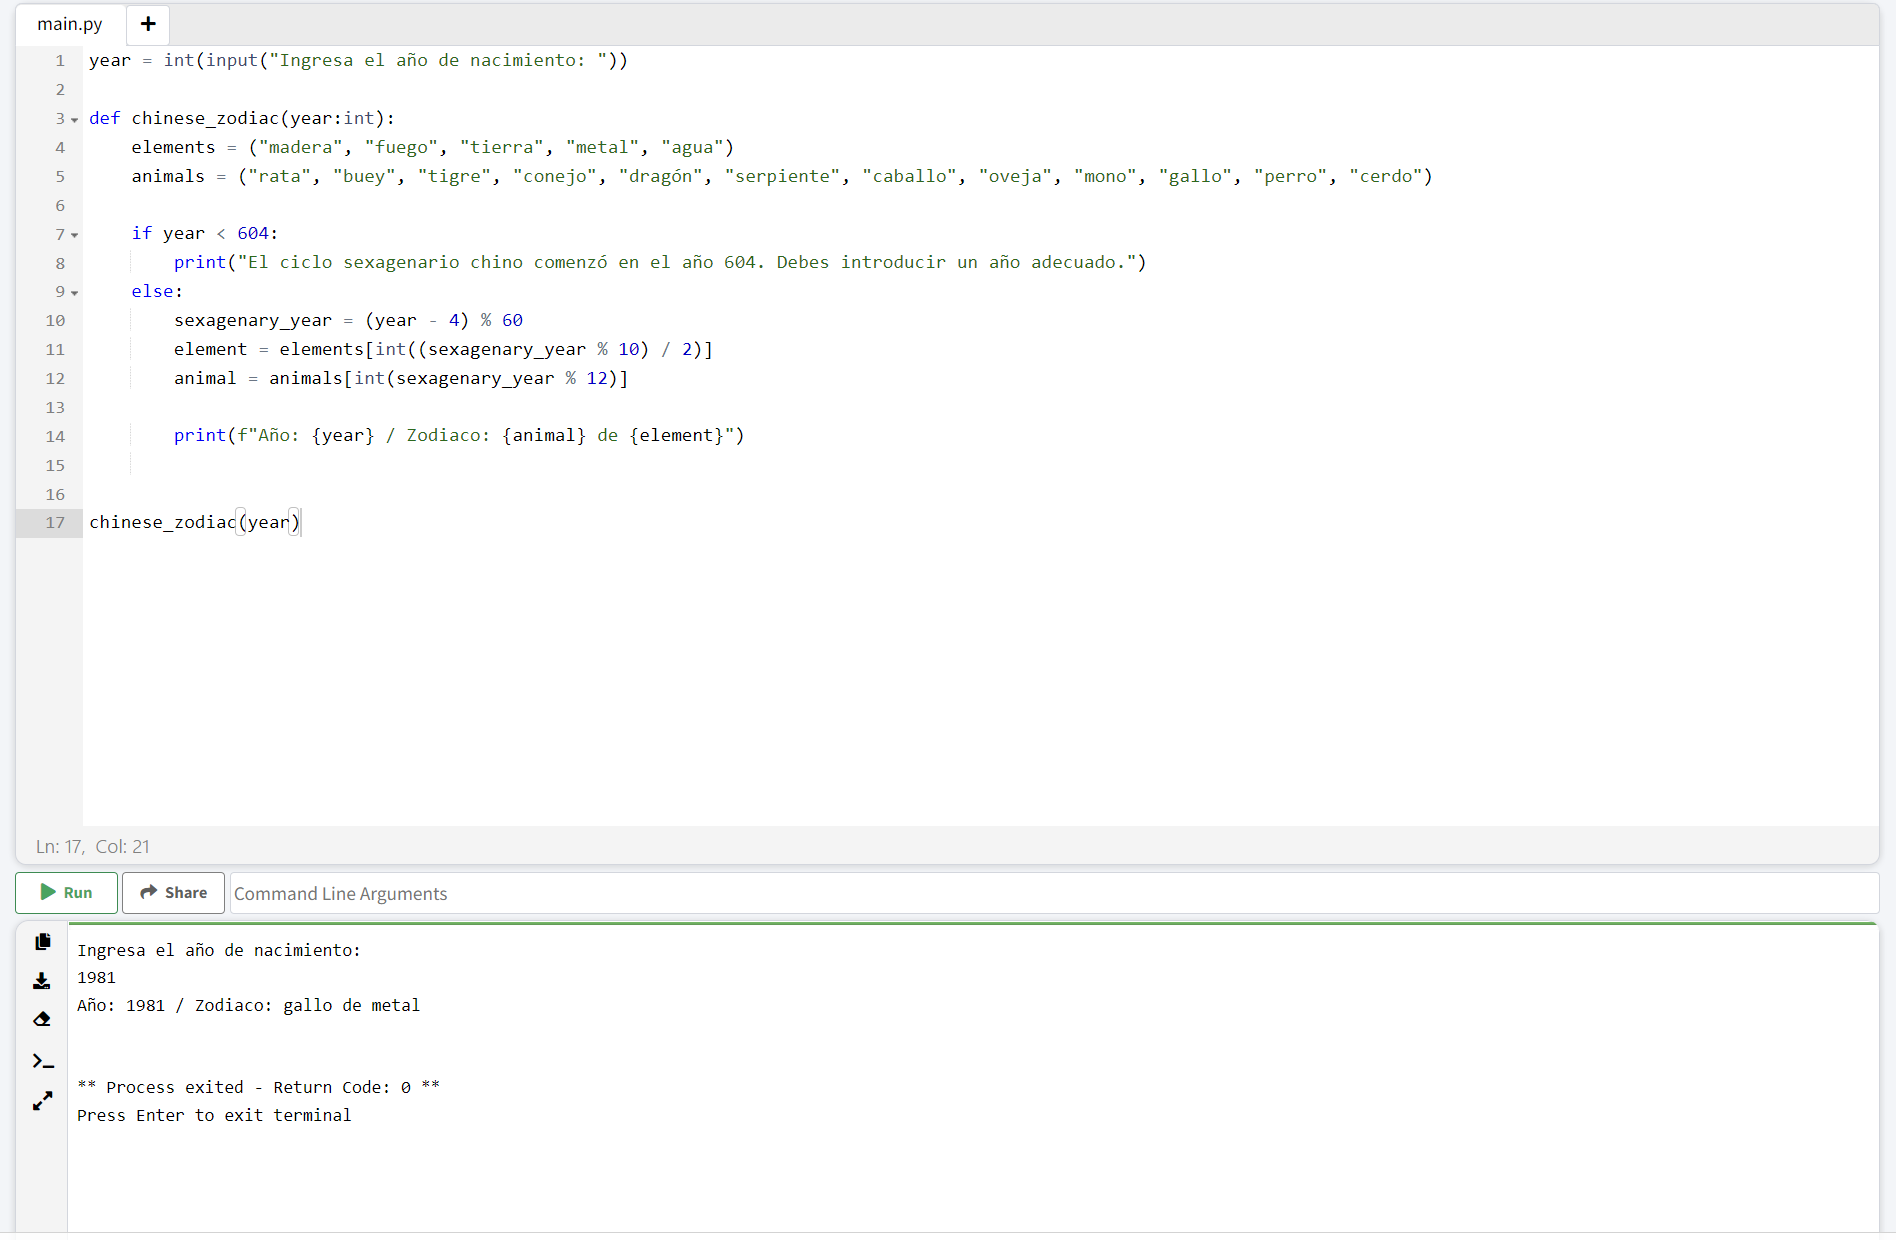 main.py
1 year = int(input("Ingresa el año de nacimiento: "))
2
3 def chinese_zodiac(year:int):
4     elements = ("madera", "fuego", "tierra", "metal", "agua")
5     animals = ("rata", "buey", "tigre", "conejo", "dragón", "serpiente", "caballo", "oveja", "mono", "gallo", "perro", "cerdo")
6
7     if year < 604:
8         print("El ciclo sexagenario chino comenzó en el año 604. Debes introducir un año adecuado.")
9     else:
10         sexagenary_year = (year - 4) % 60
11         element = elements[int((sexagenary_year % 10) / 2)]
12         animal = animals[int(sexagenary_year % 12)]
13
14         print(f"Año: {year} / Zodiaco: {animal} de {element}")
15
16
17 chinese_zodiac(year)
Ln: 17, Col: 21
Run Share Command Line Arguments
Ingresa el año de nacimiento:
1981
Año: 1981 / Zodiaco: gallo de metal
** Process exited - Return Code: 0 **
Press Enter to exit terminal